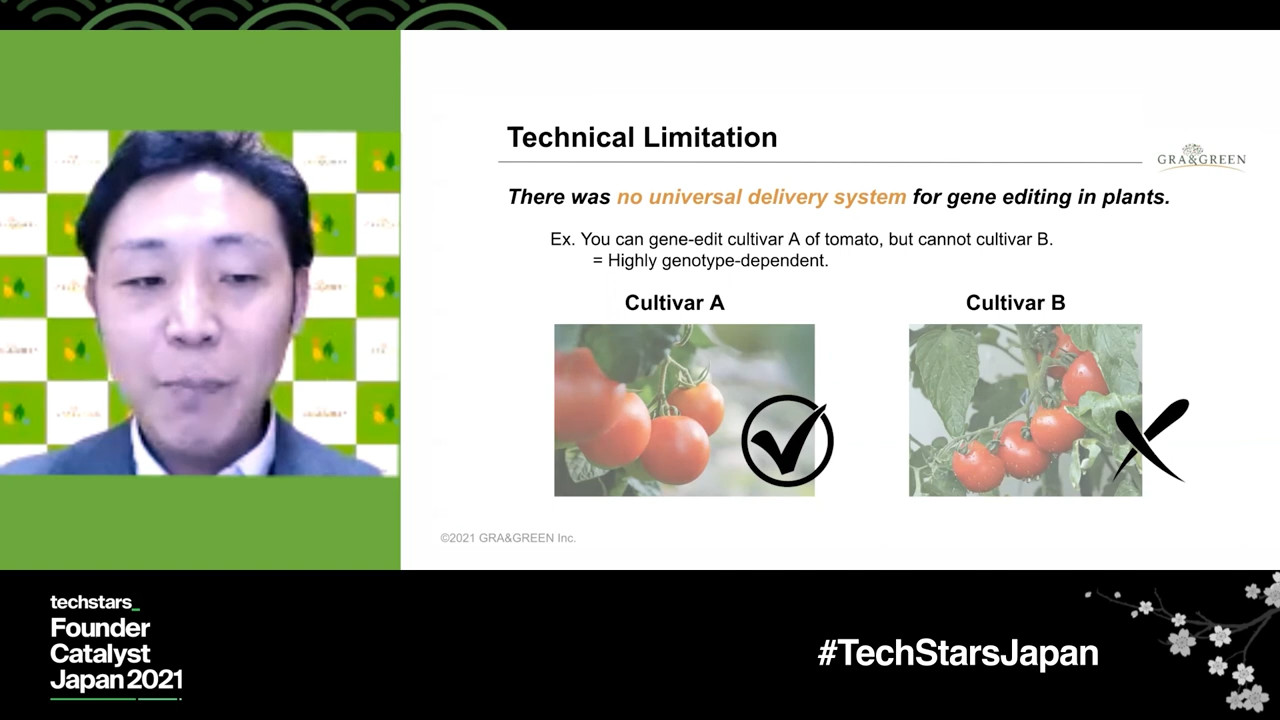 Technical Limitation
GRA&GREEN
There was no universal delivery system for gene editing in plants.
Ex. You can gene-edit cultivar A of tomato, but cannot cultivar B.
= Highly genotype-dependent.
Cultivar A
Cultivar B
©2021 GRA&GREEN Inc.
techstars_
Founder
Catalyst
Japan 2021
#TechStarsJapan